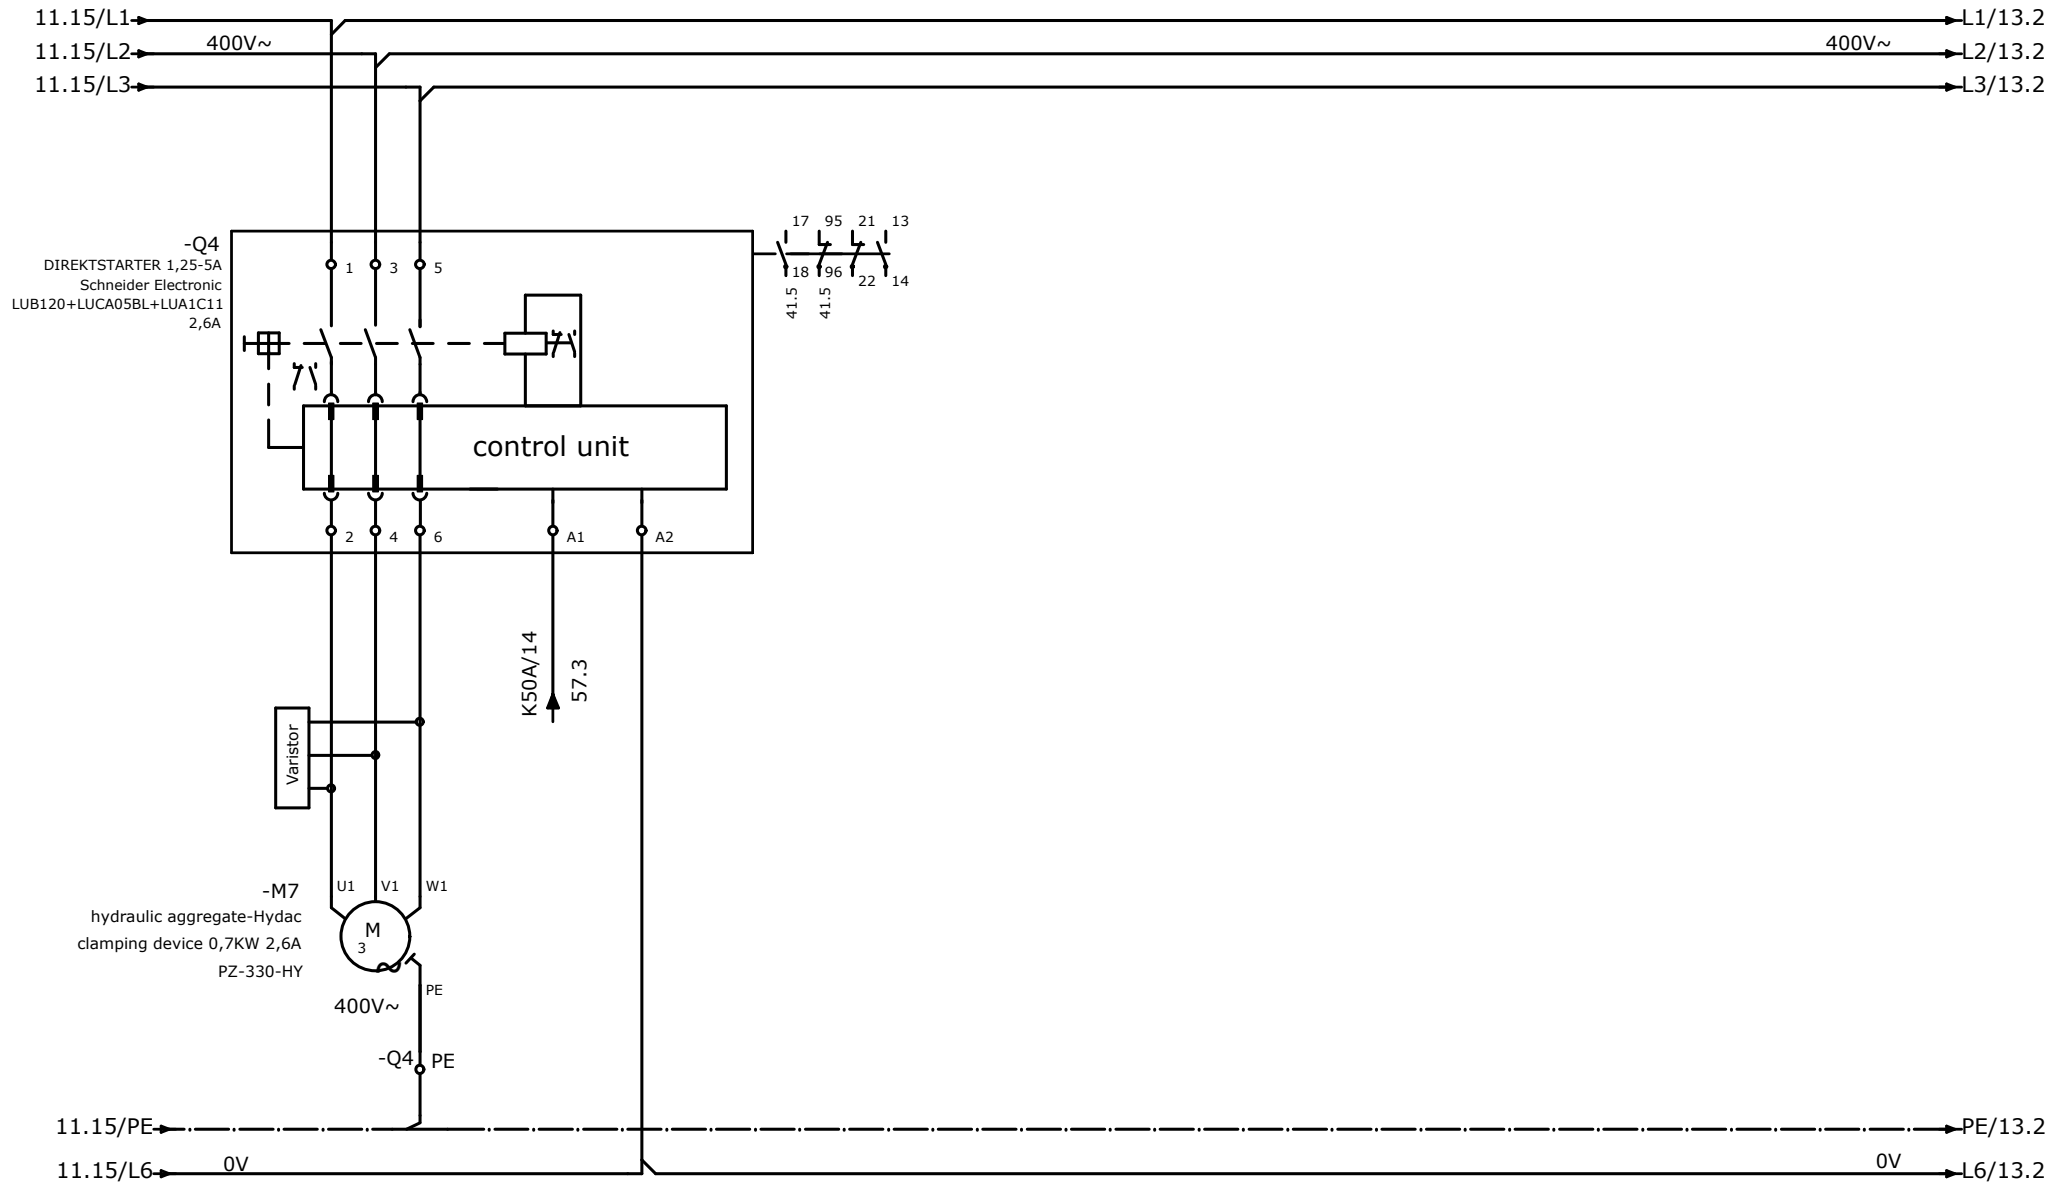 11.15/L1
L1/13.2
11.15/L2
400V~
400V~
L2/13.2
11.15/L3
L3/13.2
-Q4
DIREKTSTARTER 1,25-5A
Schneider Electronic
LUB120+LUCA05BL+LUA1C11
2,6A
1
3
5
17
95
21
13
18
96
22
14
41.5
41.5
control unit
2
4
6
A1
A2
K50A/14
57.3
Varistor
-M7
hydraulic aggregate-Hydac
clamping device 0,7KW 2,6A
PZ-330-HY
U1
V1
W1
M
3
PE
400V~
-Q4
PE
11.15/PE
PE/13.2
11.15/L6
0V
0V
L6/13.2